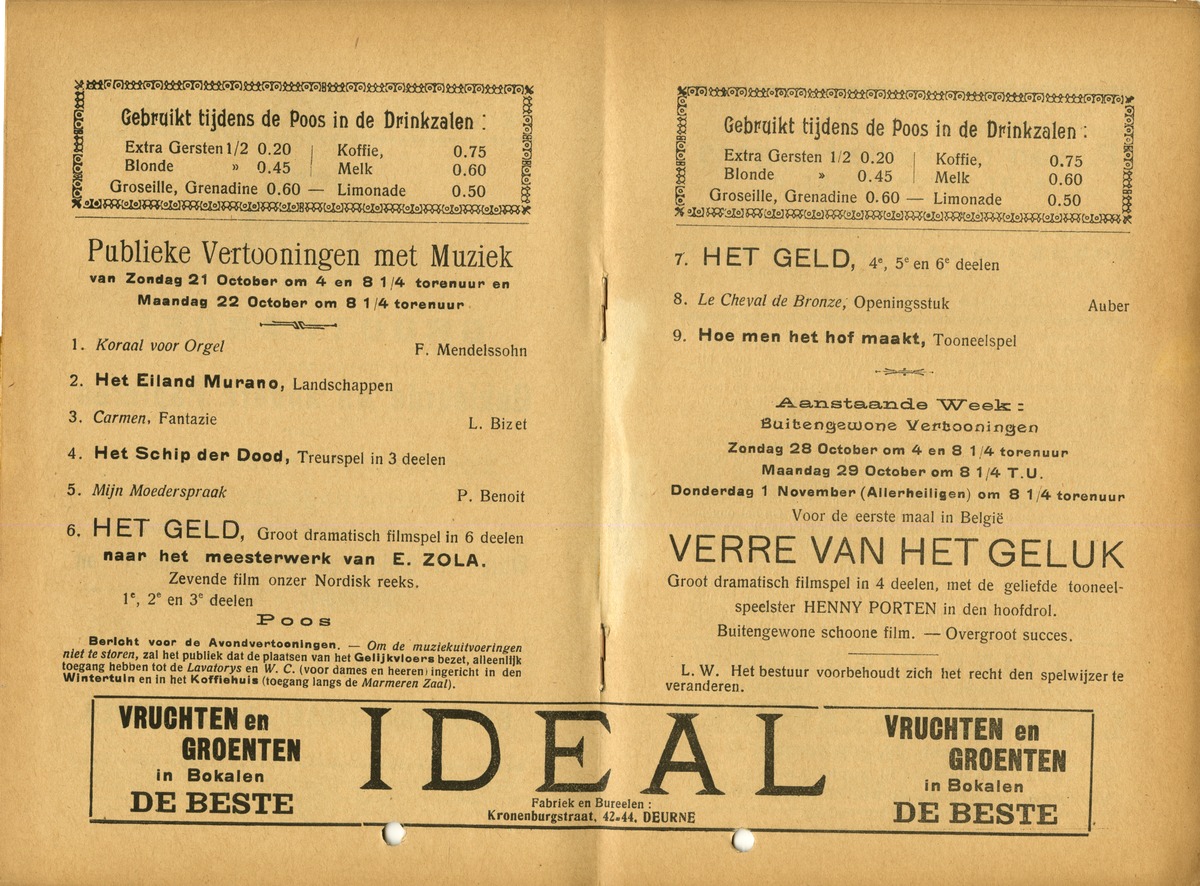 Gebruikt tijdens de Poos in de Drinkzalen :
Extra Gersten 1/2 0.20 | Koffie, 0.75
Blonde » 0.45 | Melk 0.60
Groseille, Grenadine 0.60 — Limonade 0.50
Publieke Vertooningen met Muziek
van Zondag 21 October om 4 en 8 1/4 torenuur en
Maandag 22 October om 8 1/4 torenuur
1. Koraal voor Orgel F. Mendelssohn
2. Het Eiland Murano, Landschappen
3. Carmen, Fantazie L. Bizet
4. Het Schip der Dood, Treurspel in 3 deelen
5. Mijn Moederspraak P. Benoit
6. HET GELD, Groot dramatisch filmspel in 6 deelen
naar het meesterwerk van E. ZOLA.
Zevende film onzer Nordisk reeks.
1e, 2e en 3e deelen
Poos
Bericht voor de Avondvertoeningen. — Om de muziekuitvoeringen
niet te storen, zal het publiek dat de plaatsen van het Gelijkvloers bezet, alleenlijk
toegang hebben tot de Lavatorys en W. C. (voor dames en heeren) ingericht in den
Wintertuin en in het Koffiehuis (toegang langs de Marmeren Zaal).
Gebruikt tijdens de Poos in de Drinkzalen :
Extra Gersten 1/2 0.20 | Koffie, 0.75
Blonde » 0.45 | Melk 0.60
Groseille, Grenadine 0.60 — Limonade 0.50
7. HET GELD, 4e, 5e en 6e deelen
8. Le Cheval de Bronze, Openingsstuk Auber
9. Hoe men het hof maakt, Tooneelspel
Aanstaande Week :
Buitengewone Vertooningen
Zondag 28 October om 4 en 8 1/4 torenuur
Maandag 29 October om 8 1/4 T.U.
Donderdag 1 November (Allerheiligen) om 8 1/4 torenuur
Voor de eerste maal in België
VERRE VAN HET GELUK
Groot dramatisch filmspel in 4 deelen, met de geliefde tooneel-
speelster HENNY PORTEN in den hoofdrol.
Buitengewone schoone film. — Overgroot succes.
L. W. Het bestuur voorbehoudt zich het recht den spelwijzer te
veranderen.
VRUCHTEN en
GROENTEN
in Bokalen
DE BESTE
IDEAL
Fabriek en Bureelen :
Kronenburgstraat, 42-44, DEURNE
VRUCHTEN en
GROENTEN
in Bokalen
DE BESTE